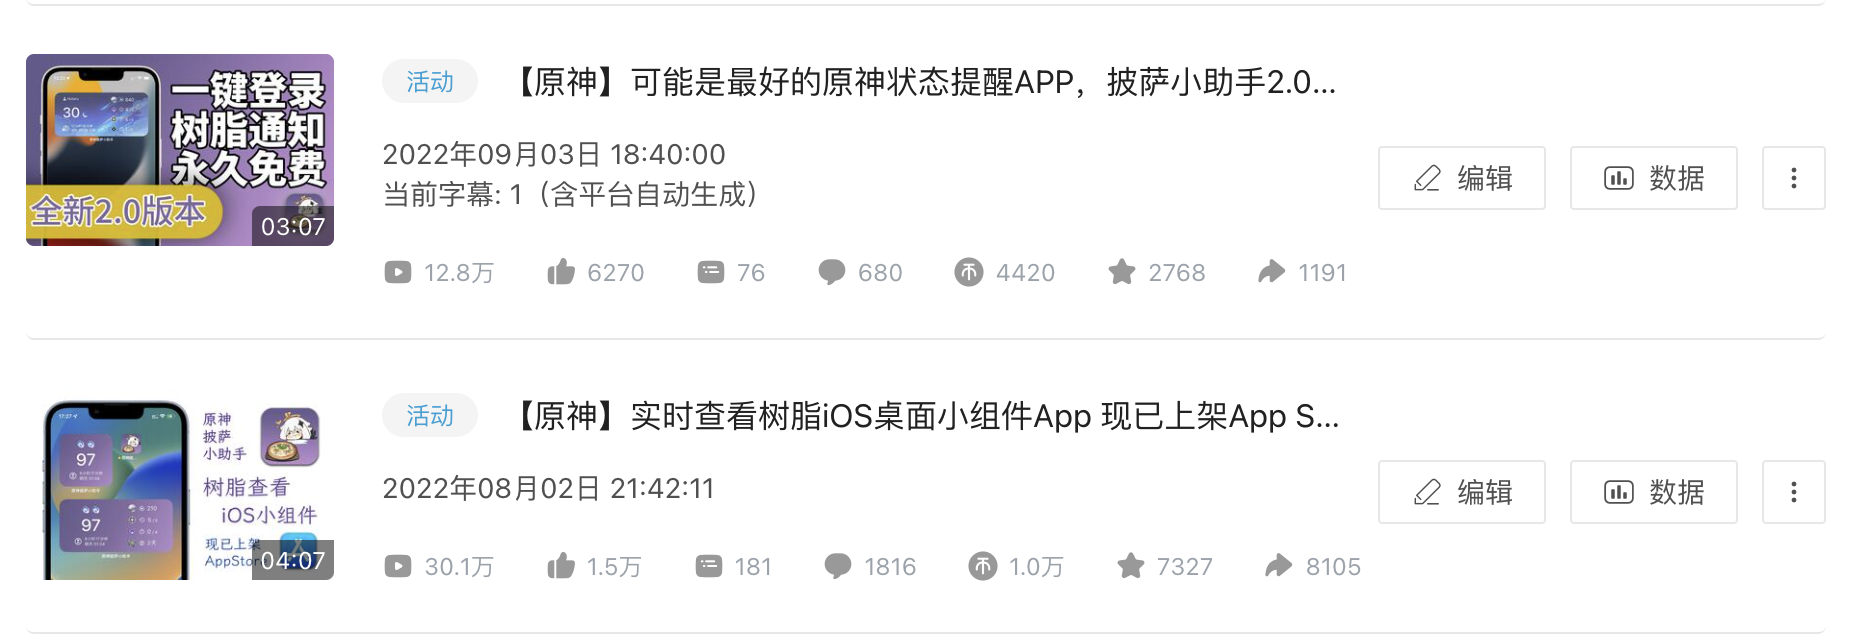 一键登录
树脂通知
永久免费
全新2.0版本
30
03:07
活动
【原神】可能是最好的原神状态提醒APP，披萨小助手2.0...
2022年09月03日 18:40:00
当前字幕: 1（含平台自动生成）
编辑
数据
12.8万
6270
76
680
4420
2768
1191
17:27
97
97
210
原神
披萨
小助手
树脂查看
iOS小组件
现已上架
AppStor
04:07
活动
【原神】实时查看树脂iOS桌面小组件App 现已上架App S...
2022年08月02日 21:42:11
编辑
数据
30.1万
1.5万
181
1816
1.0万
7327
8105